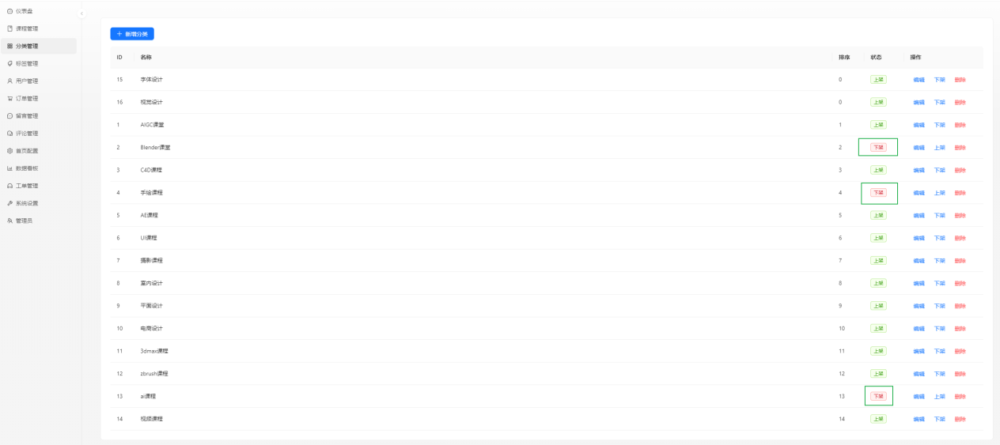 仪表盘
课程管理
分类管理
标签管理
用户管理
订单管理
留言管理
评论管理
首页配置
数据看板
工单管理
系统设置
管理员
新增分类
ID 名称 排序 状态 操作
15 字体设计 0 上架 编辑 下架 删除
16 视觉设计 0 上架 编辑 下架 删除
1 AIGC课堂 1 上架 编辑 下架 删除
2 Blender课堂 2 下架 编辑 上架 删除
3 C4D课程 3 上架 编辑 下架 删除
4 手绘课程 4 下架 编辑 上架 删除
5 AE课程 5 上架 编辑 下架 删除
6 UI课程 6 上架 编辑 下架 删除
7 摄影课程 7 上架 编辑 下架 删除
8 室内设计 8 上架 编辑 下架 删除
9 平面设计 9 上架 编辑 下架 删除
10 电商设计 10 上架 编辑 下架 删除
11 3dmax课程 11 上架 编辑 下架 删除
12 zbrush课程 12 上架 编辑 下架 删除
13 ai课程 13 下架 编辑 上架 删除
14 视频课程 14 上架 编辑 下架 删除